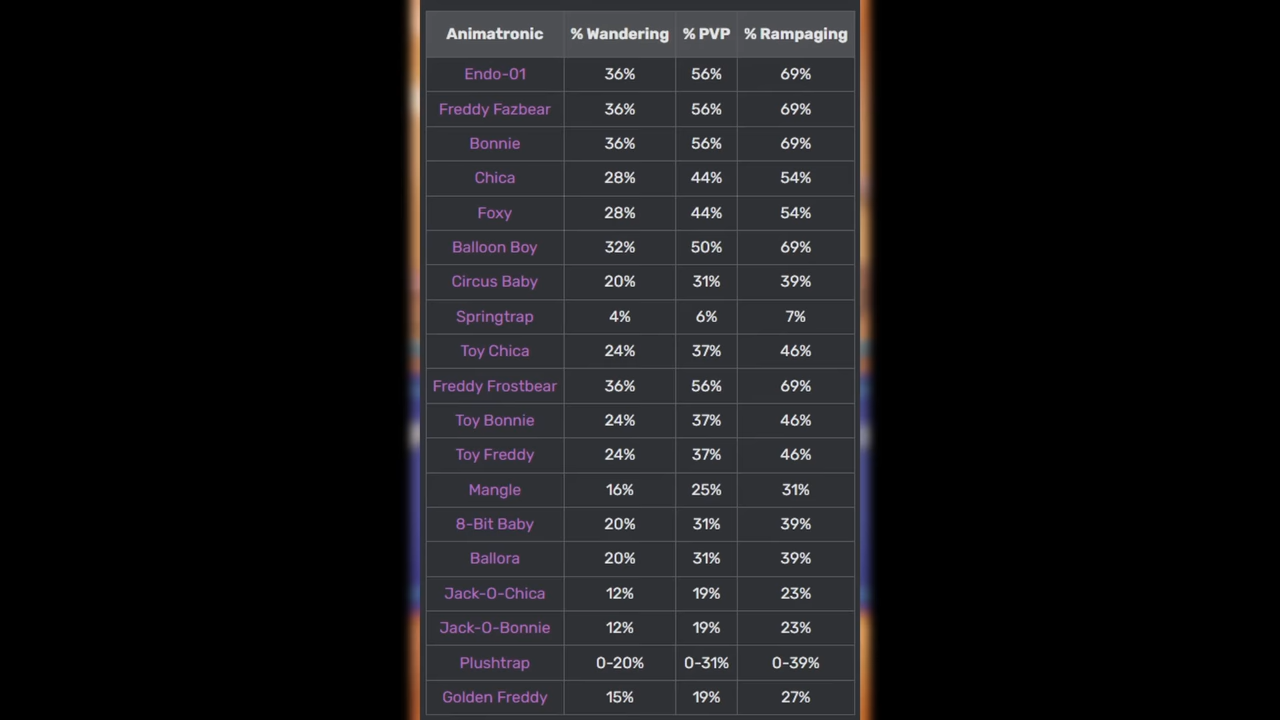 Animatronic % Wandering % PVP % Rampaging
Endo-01 36% 56% 69%
Freddy Fazbear 36% 56% 69%
Bonnie 36% 56% 69%
Chica 28% 44% 54%
Foxy 28% 44% 54%
Balloon Boy 32% 50% 69%
Circus Baby 20% 31% 39%
Springtrap 4% 6% 7%
Toy Chica 24% 37% 46%
Freddy Frostbear 36% 56% 69%
Toy Bonnie 24% 37% 46%
Toy Freddy 24% 37% 46%
Mangle 16% 25% 31%
8-Bit Baby 20% 31% 39%
Ballora 20% 31% 39%
Jack-O-Chica 12% 19% 23%
Jack-O-Bonnie 12% 19% 23%
Plushtrap 0-20% 0-31% 0-39%
Golden Freddy 15% 19% 27%